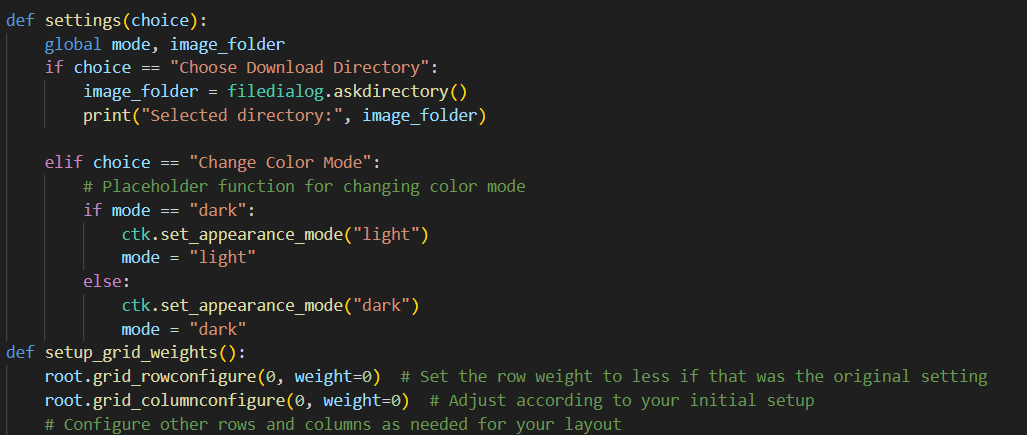 def settings(choice):
    global mode, image_folder
    if choice == "Choose Download Directory":
        image_folder = filedialog.askdirectory()
        print("Selected directory:", image_folder)

    elif choice == "Change Color Mode":
        # Placeholder function for changing color mode
        if mode == "dark":
            ctk.set_appearance_mode("light")
            mode = "light"
        else:
            ctk.set_appearance_mode("dark")
            mode = "dark"
def setup_grid_weights():
    root.grid_rowconfigure(0, weight=0)  # Set the row weight to less if that was the original setting
    root.grid_columnconfigure(0, weight=0)  # Adjust according to your initial setup
    # Configure other rows and columns as needed for your layout